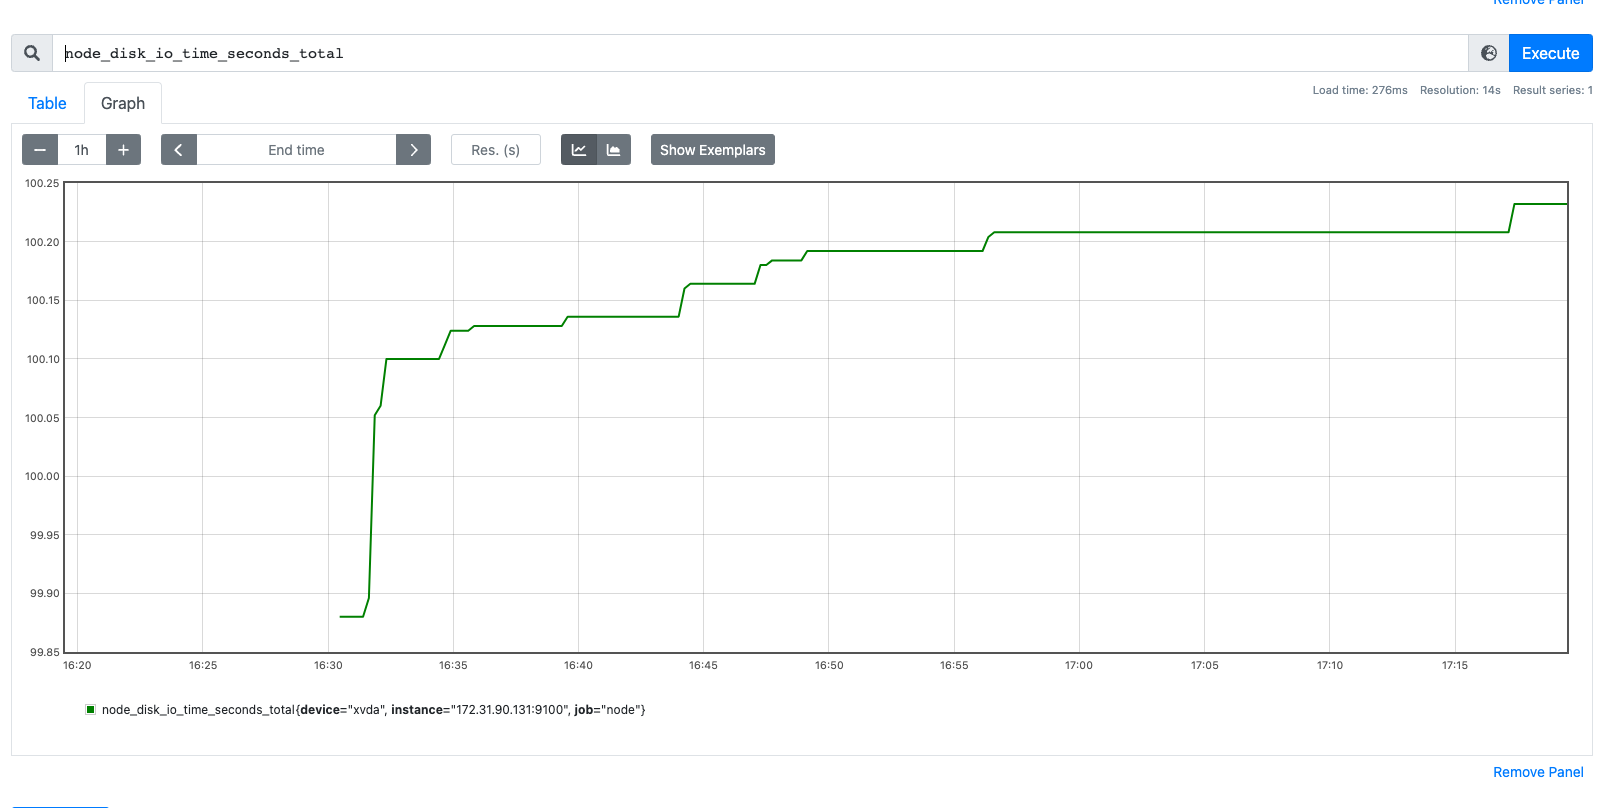 Remove Panel
node_disk_io_time_seconds_total
Execute
Table
Graph
Load time: 276ms Resolution: 14s Result series: 1
1h
End time
Res. (s)
Show Exemplars
100.25
100.20
100.15
100.10
100.05
100.00
99.95
99.90
99.85
16:20 16:25 16:30 16:35 16:40 16:45 16:50 16:55 17:00 17:05 17:10 17:15
node_disk_io_time_seconds_total{device="xvda", instance="172.31.90.131:9100", job="node"}
Remove Panel